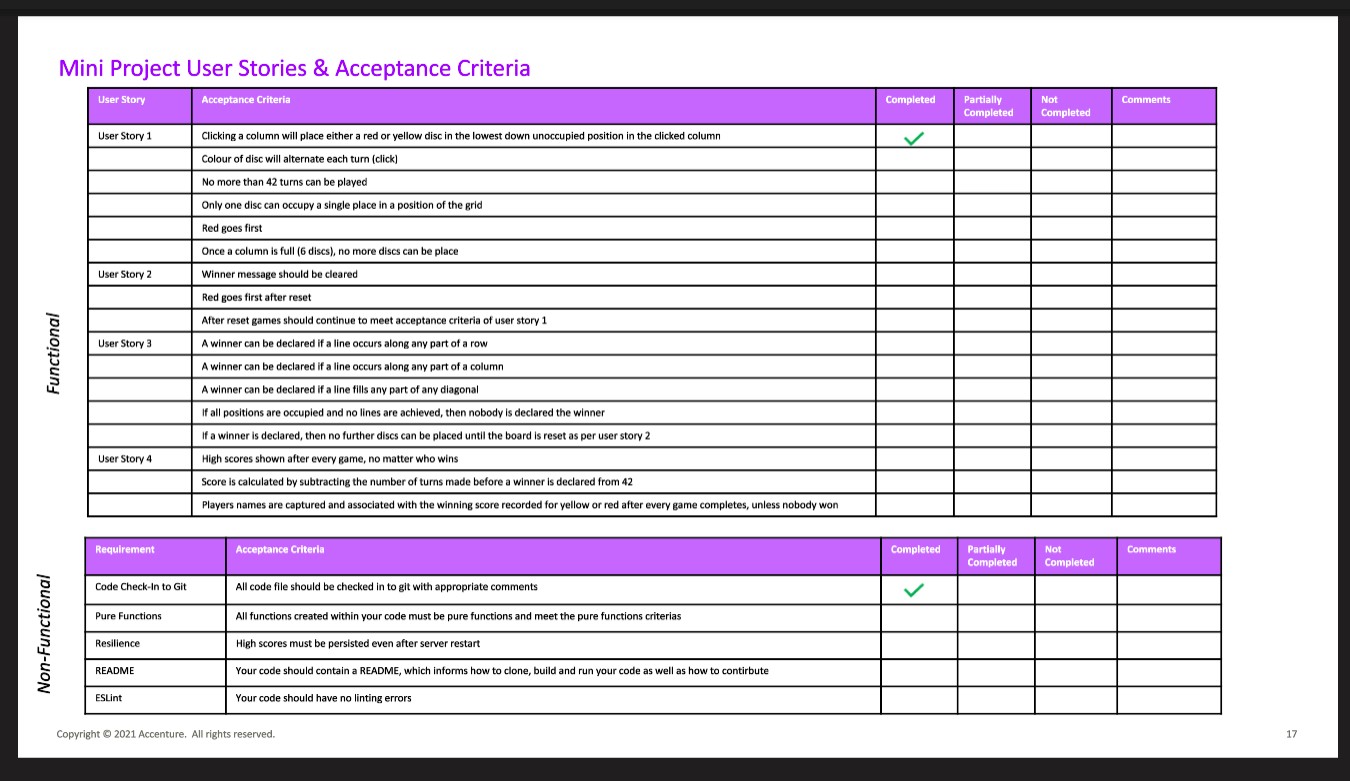 Mini Project User Stories & Acceptance Criteria
User Story Acceptance Criteria Completed Partially Completed Not Completed Comments
User Story 1 Clicking a column will place either a red or yellow disc in the lowest down unoccupied position in the clicked column
Colour of disc will alternate each turn (click)
No more than 42 turns can be played
Only one disc can occupy a single place in a position of the grid
Red goes first
Once a column is full (6 discs), no more discs can be place
User Story 2 Winner message should be cleared
Red goes first after reset
After reset games should continue to meet acceptance criteria of user story 1
User Story 3 A winner can be declared if a line occurs along any part of a row
A winner can be declared if a line occurs along any part of a column
A winner can be declared if a line fills any part of any diagonal
If all positions are occupied and no lines are achieved, then nobody is declared the winner
If a winner is declared, then no further discs can be placed until the board is reset as per user story 2
User Story 4 High scores shown after every game, no matter who wins
Score is calculated by subtracting the number of turns made before a winner is declared from 42
Players names are captured and associated with the winning score recorded for yellow or red after every game completes, unless nobody won
Functional
Requirement Acceptance Criteria Completed Partially Completed Not Completed Comments
Code Check-In to Git All code file should be checked in to git with appropriate comments
Pure Functions All functions created within your code must be pure functions and meet the pure functions criterias
Resilience High scores must be persisted even after server restart
README Your code should contain a README, which informs how to clone, build and run your code as well as how to contirbute
ESLint Your code should have no linting errors
Non-Functional
Copyright © 2021 Accenture. All rights reserved. 17